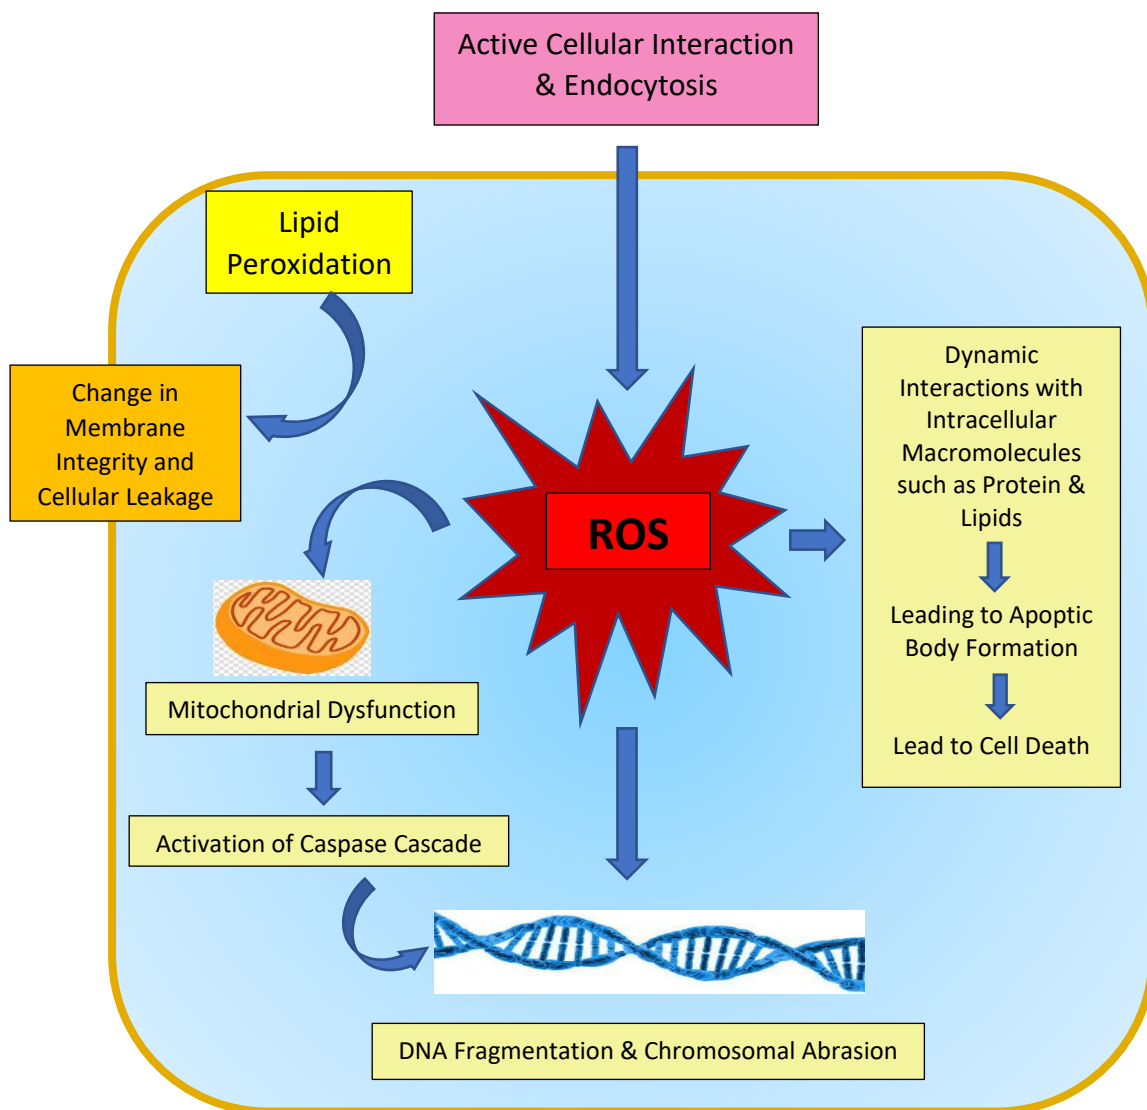 Active Cellular Interaction
& Endocytosis
Lipid
Peroxidation
Change in
Membrane
Integrity and
Cellular Leakage
ROS
Dynamic
Interactions with
Intracellular
Macromolecules
such as Protein &
Lipids
Leading to Apoptic
Body Formation
Lead to Cell Death
Mitochondrial Dysfunction
Activation of Caspase Cascade
DNA Fragmentation & Chromosomal Abrasion